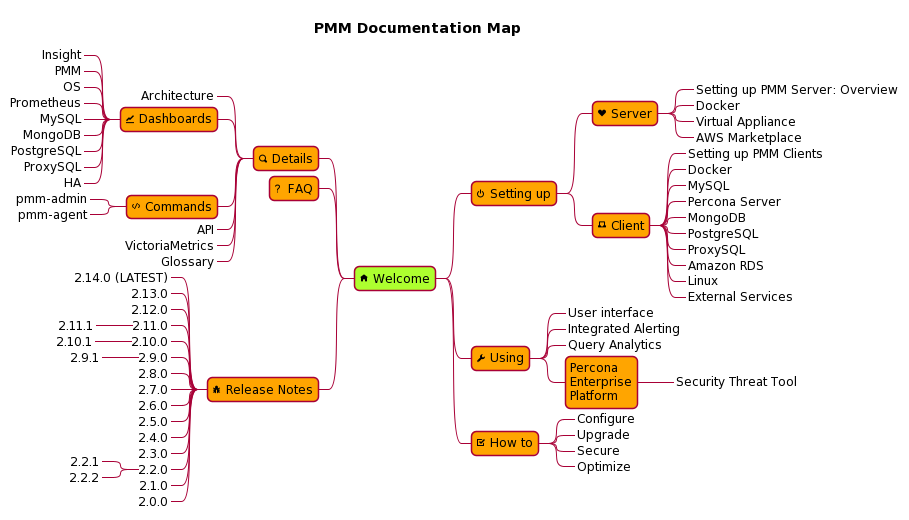 PMM Documentation Map
Welcome
Setting up
Server
Setting up PMM Server: Overview
Docker
Virtual Appliance
AWS Marketplace
Client
Setting up PMM Clients
Docker
MySQL
Percona Server
MongoDB
PostgreSQL
ProxySQL
Amazon RDS
Linux
External Services
Using
User interface
Integrated Alerting
Query Analytics
Percona
Enterprise
Platform
Security Threat Tool
How to
Configure
Upgrade
Secure
Optimize
Details
Architecture
Dashboards
Insight
PMM
OS
Prometheus
MySQL
MongoDB
PostgreSQL
ProxySQL
HA
Commands
pmm-admin
pmm-agent
API
VictoriaMetrics
Glossary
? FAQ
Release Notes
2.14.0 (LATEST)
2.13.0
2.12.0
2.11.0
2.11.1
2.10.0
2.10.1
2.9.0
2.9.1
2.8.0
2.7.0
2.6.0
2.5.0
2.4.0
2.3.0
2.2.0
2.2.1
2.2.2
2.1.0
2.0.0